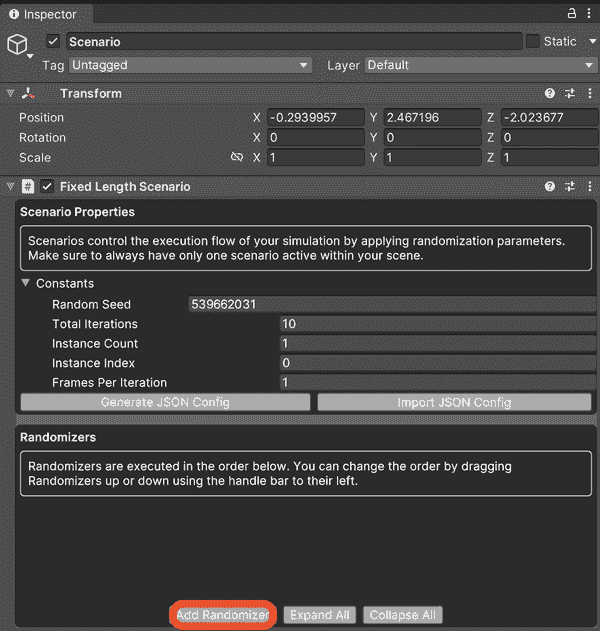 Inspector
Scenario Static
Tag Untagged Layer Default
Transform
Position X -0.2939957 Y 2.467196 Z -2.023677
Rotation X 0 Y 0 Z 0
Scale X 1 Y 1 Z 1
# Fixed Length Scenario
Scenario Properties
Scenarios control the execution flow of your simulation by applying randomization parameters.
Make sure to always have only one scenario active within your scene.
Constants
Random Seed 539662031
Total Iterations 10
Instance Count 1
Instance Index 0
Frames Per Iteration 1
Generate JSON Config Import JSON Config
Randomizers
Randomizers are executed in the order below. You can change the order by dragging
Randomizers up or down using the handle bar to their left.
Add Randomizer Expand All Collapse All